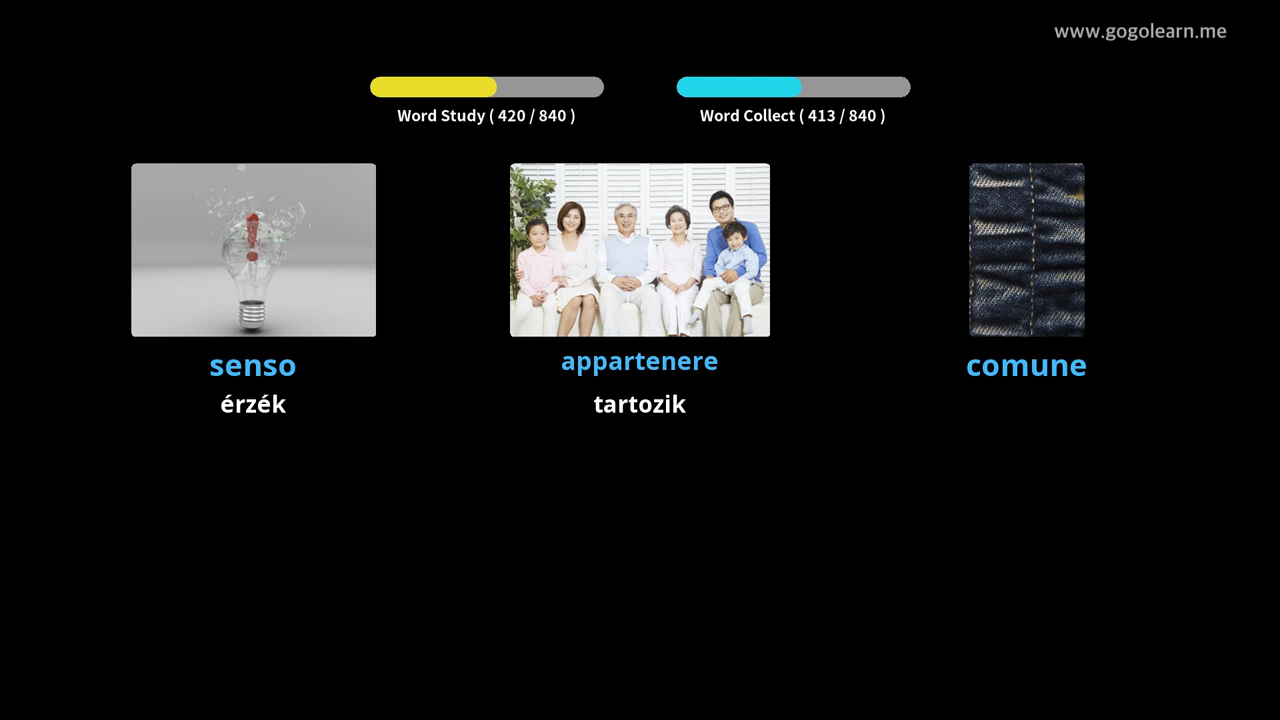 www.gogolearn.me
Word Study ( 420 / 840 )
Word Collect ( 413 / 840 )
senso
appartenere
comune
érzék
tartozik